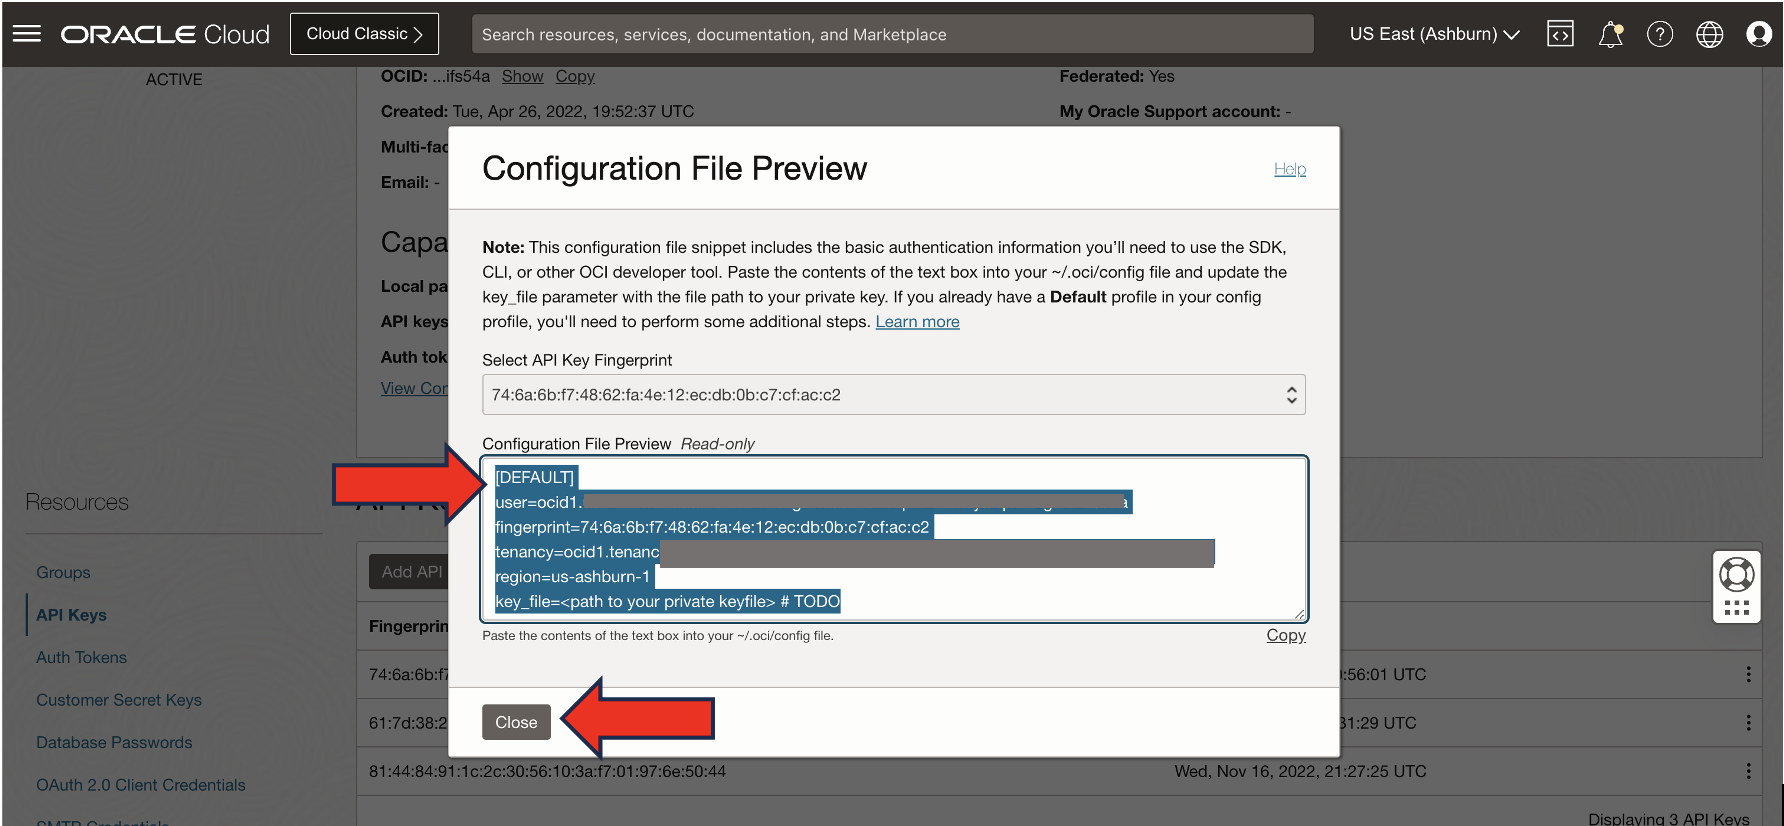 ORACLE Cloud
Cloud Classic
Search resources, services, documentation, and Marketplace
US East (Ashburn)
ACTIVE
OCID: ...ifs54a Show Copy
Federated: Yes
Created: Tue, Apr 26, 2022, 19:52:37 UTC
My Oracle Support account: -
Multi-fac
Email: -
Capa
Local pa
API keys
Auth tok
View Con
Configuration File Preview
Help
Note: This configuration file snippet includes the basic authentication information you'll need to use the SDK,
CLI, or other OCI developer tool. Paste the contents of the text box into your ~/.oci/config file and update the
key_file parameter with the file path to your private key. If you already have a Default profile in your config
profile, you'll need to perform some additional steps. Learn more
Select API Key Fingerprint
74:6a:6b:f7:48:62:fa:4e:12:ec:db:0b:c7:cf:ac:c2
Configuration File Preview Read-only
[DEFAULT]
user=ocid1.
fingerprint=74:6a:6b:f7:48:62:fa:4e:12:ec:db:0b:c7:cf:ac:c2
tenancy=ocid1.tenanc
region=us-ashburn-1
key_file=<path to your private keyfile> # TODO
Paste the contents of the text box into your ~/.oci/config file.
Copy
Close
Resources
Groups
API Keys
Auth Tokens
Customer Secret Keys
Database Passwords
OAuth 2.0 Client Credentials
SMTP Credentials
Add API
Fingerprin
74:6a:6b:f7
:56:01 UTC
61:7d:38:2
31:29 UTC
81:44:84:91:1c:2c:30:56:10:3a:f7:01:97:6e:50:44
Wed, Nov 16, 2022, 21:27:25 UTC
Displaying 3 API Keys